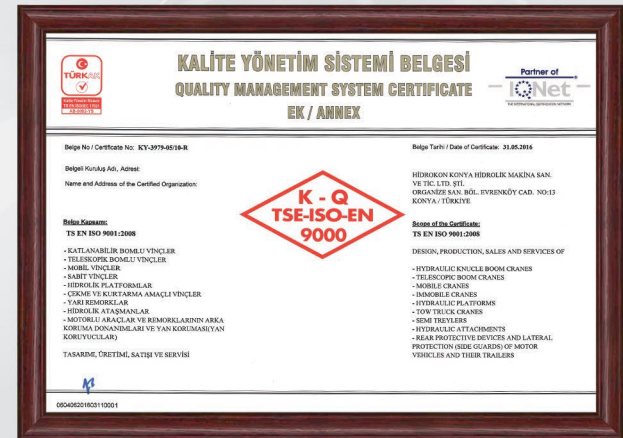 TÜRKAK
KALİTE YÖNETİM SİSTEMİ BELGESİ
QUALITY MANAGEMENT SYSTEM CERTIFICATE
EK / ANNEX
Partner of
IQNet
Belge No / Certificate No: KY-3979-05/10-R
Belge Tarihi / Date of Certificate: 31.05.2016
Belgeli Kuruluş Adı, Adresi:
Name and Address of the Certified Organization:
HİDROKON KONYA HİDROLİK MAKİNA SAN.
VE TİC. LTD. ŞTİ.
ORGANİZE SAN. BÖL. EVRENKÖY CAD. NO:13
KONYA / TÜRKİYE
K - Q
TSE-ISO-EN
9000
Belge Kapsamı:
TS EN ISO 9001:2008
- KATLANABİLİR BOMLU VİNÇLER
- TELESKOPİK BOMLU VİNÇLER
- MOBİL VİNÇLER
- SABİT VİNÇLER
- HİDROLİK PLATFORMLAR
- ÇEKME VE KURTARMA AMAÇLI VİNÇLER
- YARI REMORKLAR
- HİDROLİK ATAŞMANLAR
- MOTORLU ARAÇLAR VE REMORKLARININ ARKA
KORUMA DONANIMLARI VE YAN KORUMASI(YAN
KORUYUCULAR)
TASARIMI, ÜRETİMİ, SATIŞI VE SERVİSİ
Scope of the Certificate:
TS EN ISO 9001:2008
DESIGN, PRODUCTION, SALES AND SERVICES OF
- HYDRAULIC KNUCLE BOOM CRANES
- TELESCOPIC BOOM CRANES
- MOBILE CRANES
- IMMOBILE CRANES
- HYDRAULIC PLATFORMS
- TOW TRUCK CRANES
- SEMI TREYLERS
- HYDRAULIC ATTACHMENTS
- REAR PROTECTIVE DEVICES AND LATERAL
PROTECTION (SIDE GUARDS) OF MOTOR
VEHICLES AND THEIR TRAILERS
060406201603110001